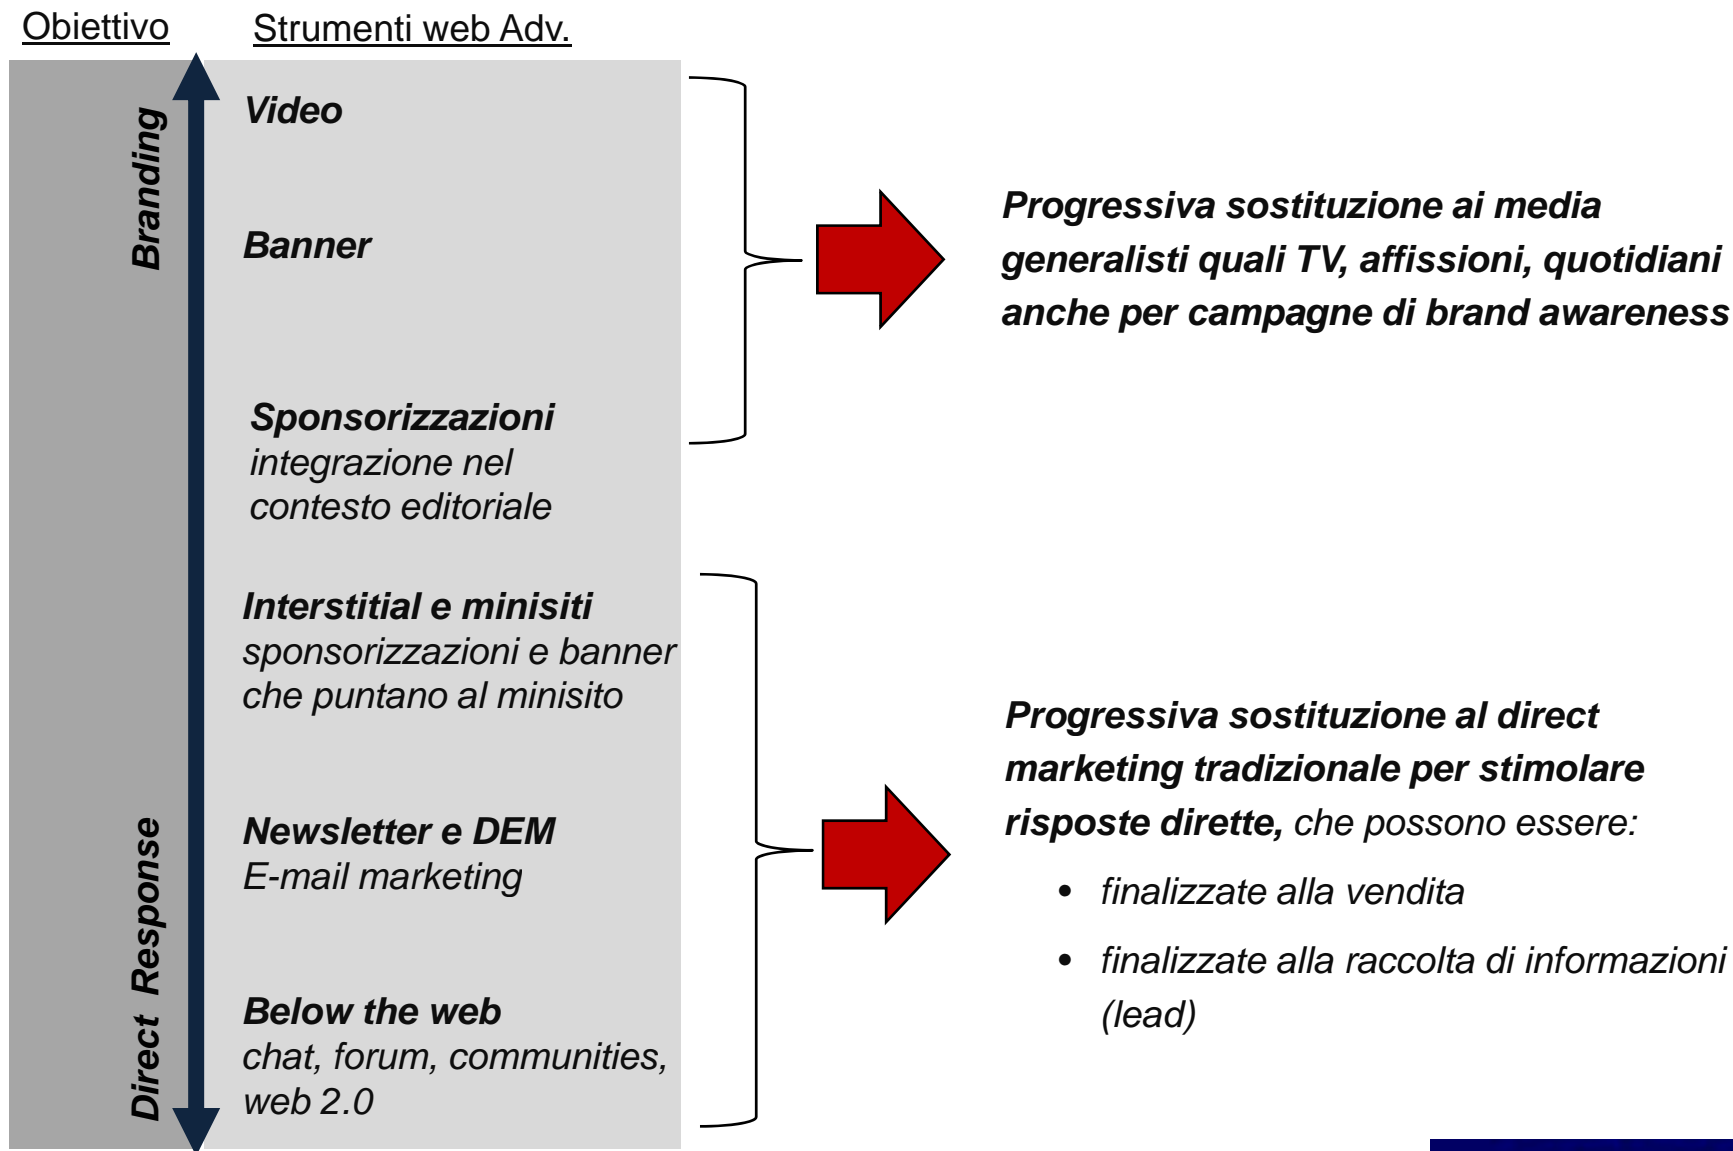 Obiettivo
Strumenti web Adv.
Branding
Video
Banner
Sponsorizzazioni
integrazione nel
contesto editoriale
Progressiva sostituzione ai media
generalisti quali TV, affissioni, quotidiani
anche per campagne di brand awareness
Direct Response
Interstitial e minisiti
sponsorizzazioni e banner
che puntano al minisito
Newsletter e DEM
E-mail marketing
Below the web
chat, forum, communities,
web 2.0
Progressiva sostituzione al direct
marketing tradizionale per stimolare
risposte dirette, che possono essere:
• finalizzate alla vendita
• finalizzate alla raccolta di informazioni
(lead)